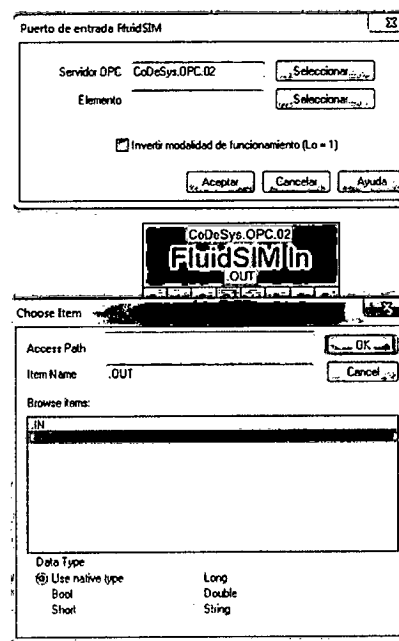 Puerto de entrada FluidSIM
Servidor OPC CoDeSys.OPC.02 Seleccionar...
Elemento Seleccionar...
Invertir modalidad de funcionamiento (Lo = 1)
Aceptar Cancelar Ayuda
CoDeSys.OPC.02
FluidSIM In
.OUT
Choose Item
Access Path OK
Item Name .OUT Cancel
Browse items:
.IN
Data Type
Use native type Long
Bool Double
Short String